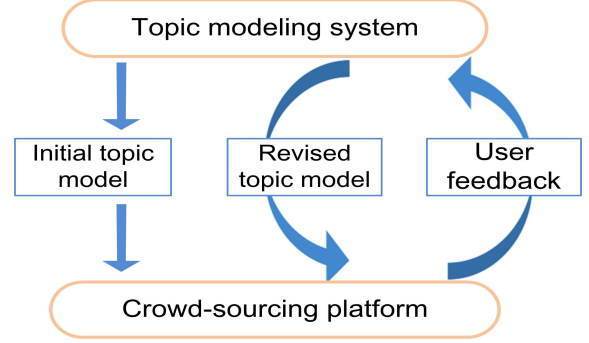 Topic modeling system
Initial topic
model
Revised
topic model
User
feedback
Crowd-sourcing platform